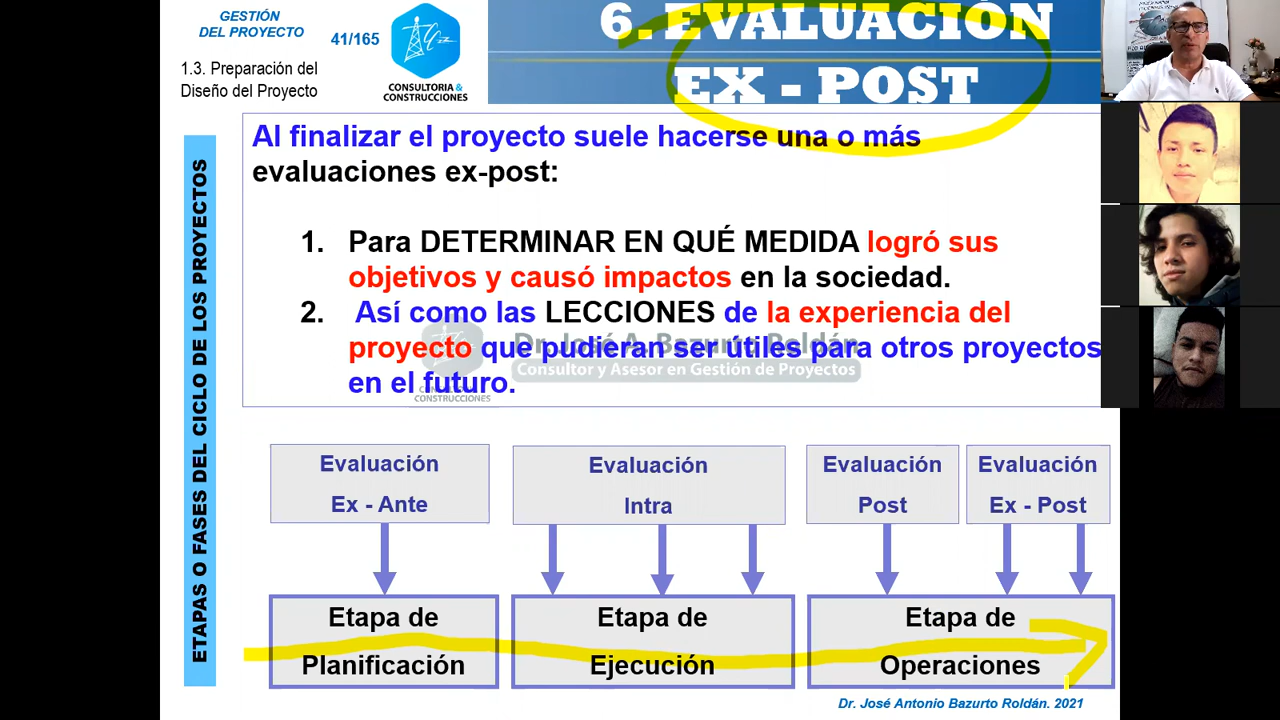 GESTIÓN
DEL PROYECTO
41/165
1.3. Preparación del
Diseño del Proyecto
CONSULTORIA &
CONSTRUCCIONES
6. EVALUACIÓN
EX - POST
ETAPAS O FASES DEL CICLO DE LOS PROYECTOS
Al finalizar el proyecto suele hacerse una o más
evaluaciones ex-post:
1. Para DETERMINAR EN QUÉ MEDIDA logró sus
objetivos y causó impactos en la sociedad.
2. Así como las LECCIONES de la experiencia del
proyecto que pudieran ser útiles para otros proyectos
en el futuro.
Dr. José A. Bazurto Roldán
Consultor y Asesor en Gestión de Proyectos
CONSTRUCCIONES
Evaluación
Ex - Ante
Evaluación
Intra
Evaluación
Post
Evaluación
Ex - Post
Etapa de
Planificación
Etapa de
Ejecución
Etapa de
Operaciones
Dr. José Antonio Bazurto Roldán. 2021